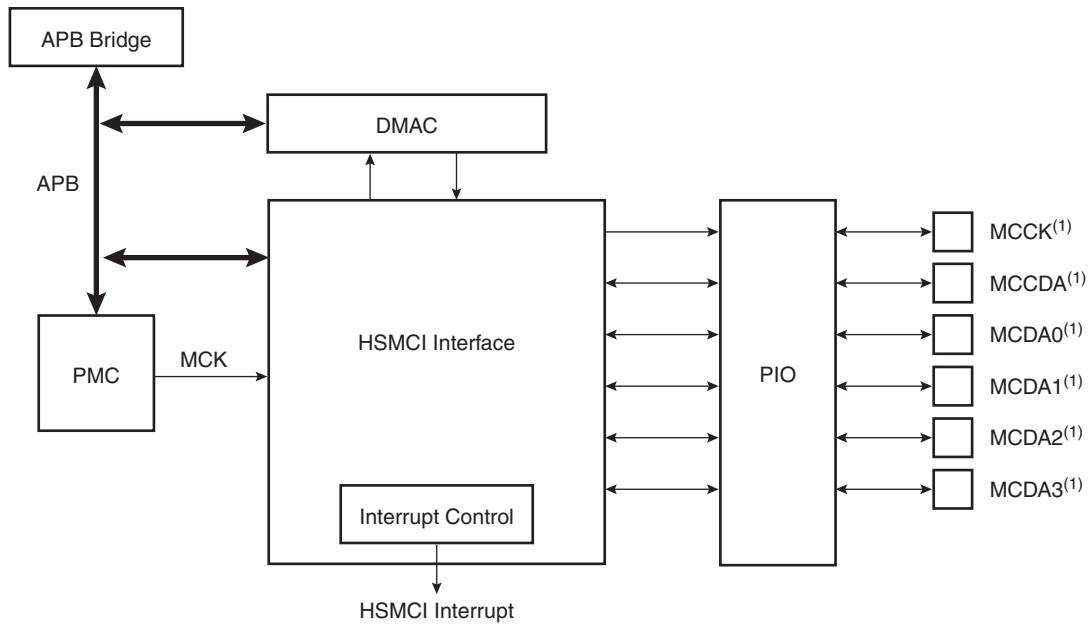 APB Bridge
DMAC
APB
MCCK(1)
MCCDA(1)
HSMCI Interface
MCDA0(1)
MCK
PMC
PIO
MCDA1(1)
MCDA2(1)
MCDA3(1)
Interrupt Control
HSMCI Interrupt